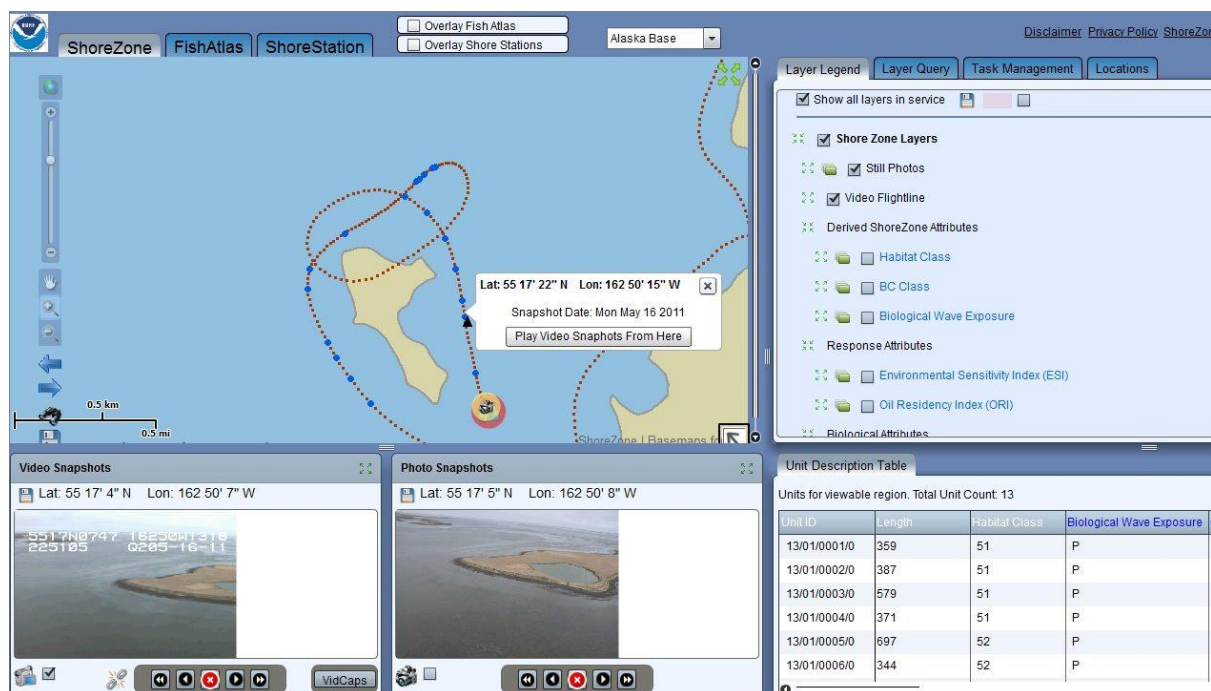 ShoreZone
FishAtlas
ShoreStation
Overlay Fish Atlas
Overlay Shore Stations
Alaska Base
Disclaimer Privacy Policy ShoreZon
Lat: 55 17' 22" N Lon: 162 50' 15" W
Snapshot Date: Mon May 16 2011
Play Video Snaphots From Here
0.5 km
0.5 mi
ShoreZone | Basemaps fo
Layer Legend
Layer Query
Task Management
Locations
Show all layers in service
Shore Zone Layers
Still Photos
Video Flightline
Derived ShoreZone Attributes
Habitat Class
BC Class
Biological Wave Exposure
Response Attributes
Environmental Sensitivity Index (ESI)
Oil Residency Index (ORI)
Biological Attributes
Video Snapshots
Lat: 55 17' 4" N Lon: 162 50' 7" W
5517N0747 16250W1316
225105 Q205-16-11
VidCaps
Photo Snapshots
Lat: 55 17' 5" N Lon: 162 50' 8" W
Unit Description Table
Units for viewable region. Total Unit Count: 13
Unit ID Length Habitat Class Biological Wave Exposure
13/01/0001/0 359 51 P
13/01/0002/0 387 51 P
13/01/0003/0 579 51 P
13/01/0004/0 371 51 P
13/01/0005/0 697 52 P
13/01/0006/0 344 52 P